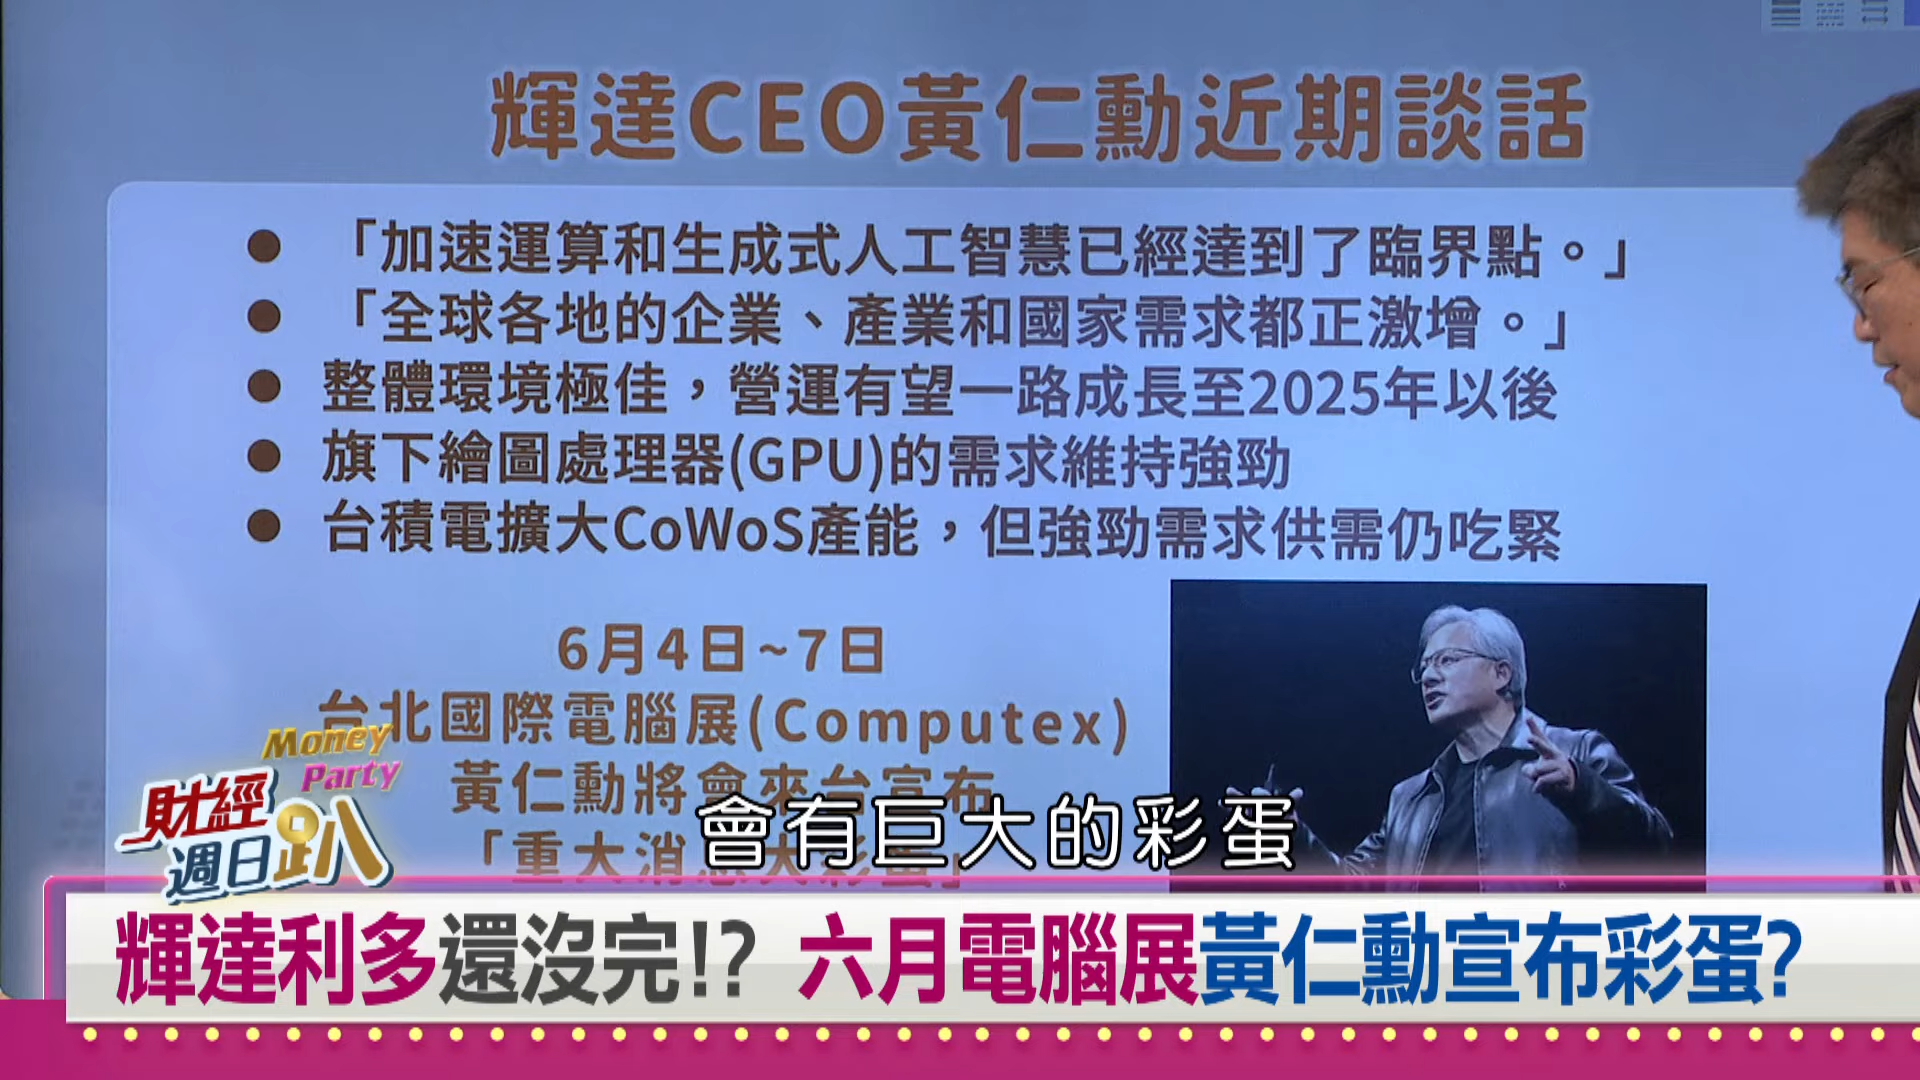 輝達CEO黃仁勳近期談話
● 「加速運算和生成式人工智慧已經達到了臨界點。」
● 「全球各地的企業、產業和國家需求都正激增。」
● 整體環境極佳，營運有望一路成長至2025年以後
● 旗下繪圖處理器(GPU)的需求維持強勁
● 台積電擴大CoWoS產能，但強勁需求供需仍吃緊
6月4日~7日
台北國際電腦展(Computex)
黃仁勳將會來台宣布
「重大消息大彩蛋」
Money
Party
財經
週日趴
會有巨大的彩蛋
輝達利多還沒完!? 六月電腦展黃仁勳宣布彩蛋?